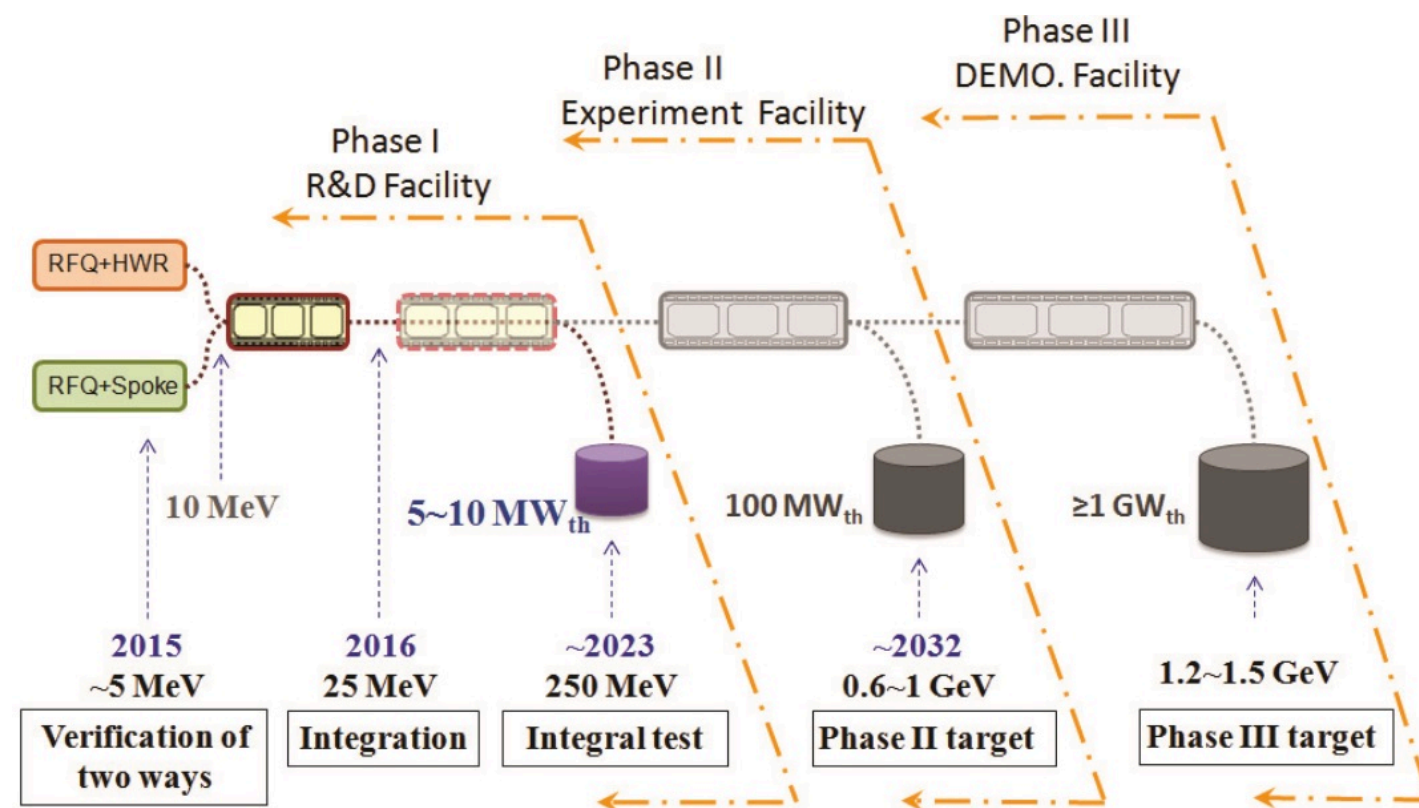 Phase III
DEMO. Facility
Phase II
Experiment Facility
Phase I
R&D Facility
RFQ+HWR
RFQ+Spoke
10 MeV
5~10 MWth
100 MWth
≥1 GWth
2015
~5 MeV
Verification of
two ways
2016
25 MeV
Integration
~2023
250 MeV
Integral test
~2032
0.6~1 GeV
Phase II target
1.2~1.5 GeV
Phase III target